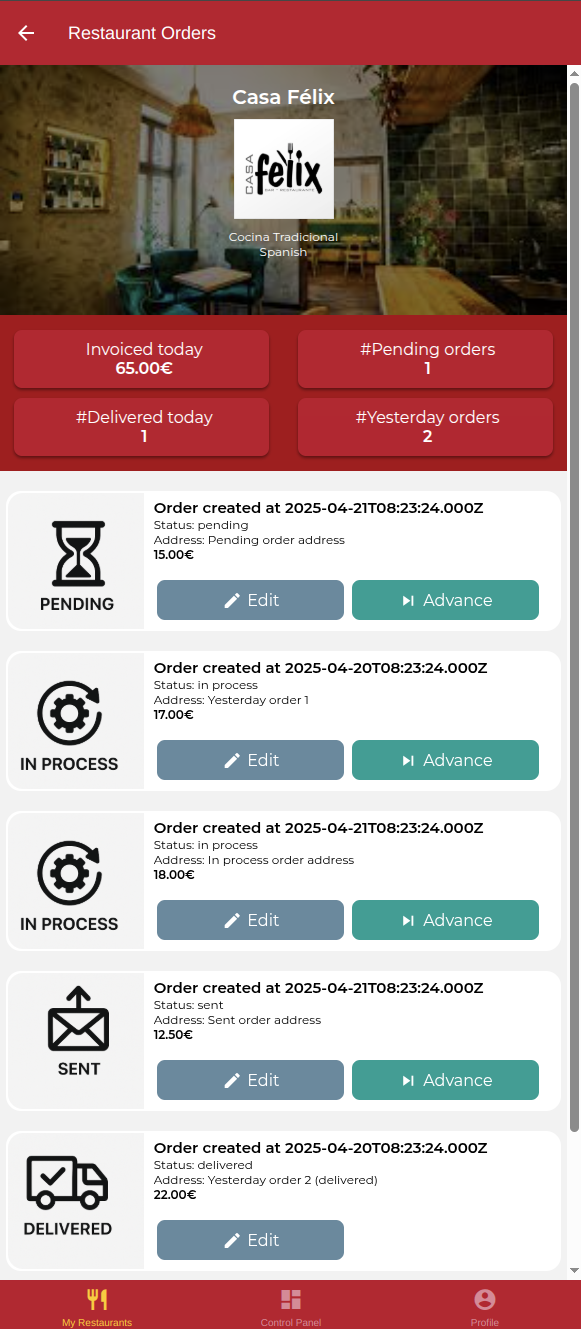 Restaurant Orders
Casa Félix
CASA
felix
BAR - RESTAURANTE
Cocina Tradicional
Spanish
Invoiced today
65.00€
#Pending orders
1
#Delivered today
1
#Yesterday orders
2
Order created at 2025-04-21T08:23:24.000Z
Status: pending
Address: Pending order address
15.00€
PENDING
Edit
Advance
Order created at 2025-04-20T08:23:24.000Z
Status: in process
Address: Yesterday order 1
17.00€
IN PROCESS
Edit
Advance
Order created at 2025-04-21T08:23:24.000Z
Status: in process
Address: In process order address
18.00€
IN PROCESS
Edit
Advance
Order created at 2025-04-21T08:23:24.000Z
Status: sent
Address: Sent order address
12.50€
SENT
Edit
Advance
Order created at 2025-04-20T08:23:24.000Z
Status: delivered
Address: Yesterday order 2 (delivered)
22.00€
DELIVERED
Edit
My Restaurants
Control Panel
Profile